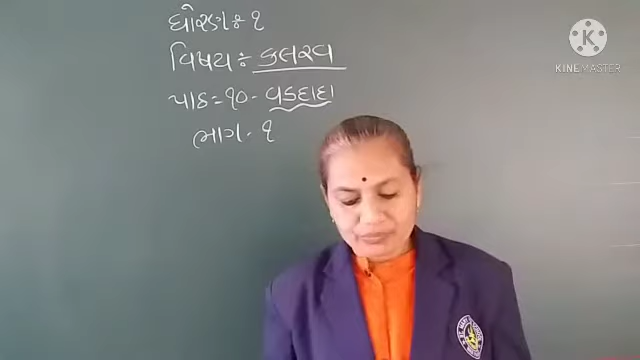 ધોરણ : ૧
વિષય : કલરવ
પાઠ - ૧૦ - વડદાદા
ભાગ - ૧
KINEMASTER